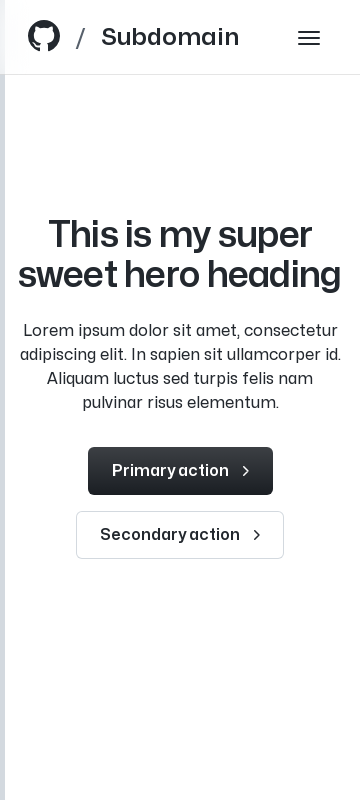 / Subdomain
This is my super
sweet hero heading
Lorem ipsum dolor sit amet, consectetur
adipiscing elit. In sapien sit ullamcorper id.
Aliquam luctus sed turpis felis nam
pulvinar risus elementum.
Primary action
Secondary action